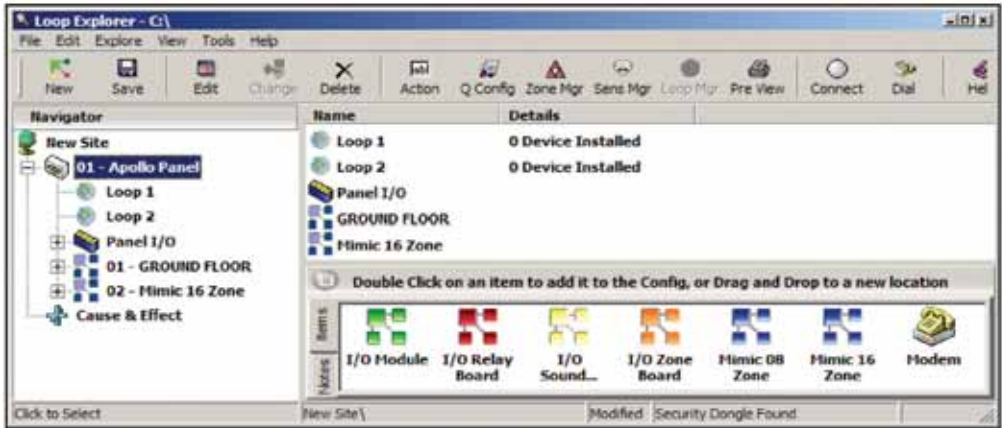 Loop Explorer - C:\
File Edit Explore View Tools Help
New Save Edit Change Delete Action Q Config Zone Mgr Sens Mgr Loop Mgr Pre View Connect Dial Hel
Navigator
New Site
01 - Apollo Panel
Loop 1
Loop 2
Panel I/O
01 - GROUND FLOOR
02 - Mimic 16 Zone
Cause & Effect
Name Details
Loop 1 0 Device Installed
Loop 2 0 Device Installed
Panel I/O
GROUND FLOOR
Mimic 16 Zone
Double Click on an item to add it to the Config, or Drag and Drop to a new location
Items
Notes
I/O Module
I/O Relay
Board
I/O
Sound...
I/O Zone
Board
Mimic 08
Zone
Mimic 16
Zone
Modem
Click to Select New Site\ Modified Security Dongle Found